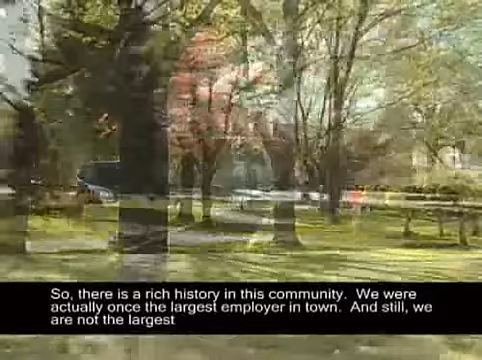 So, there is a rich history in this community.  We were
actually once the largest employer in town.  And still, we
are not the largest